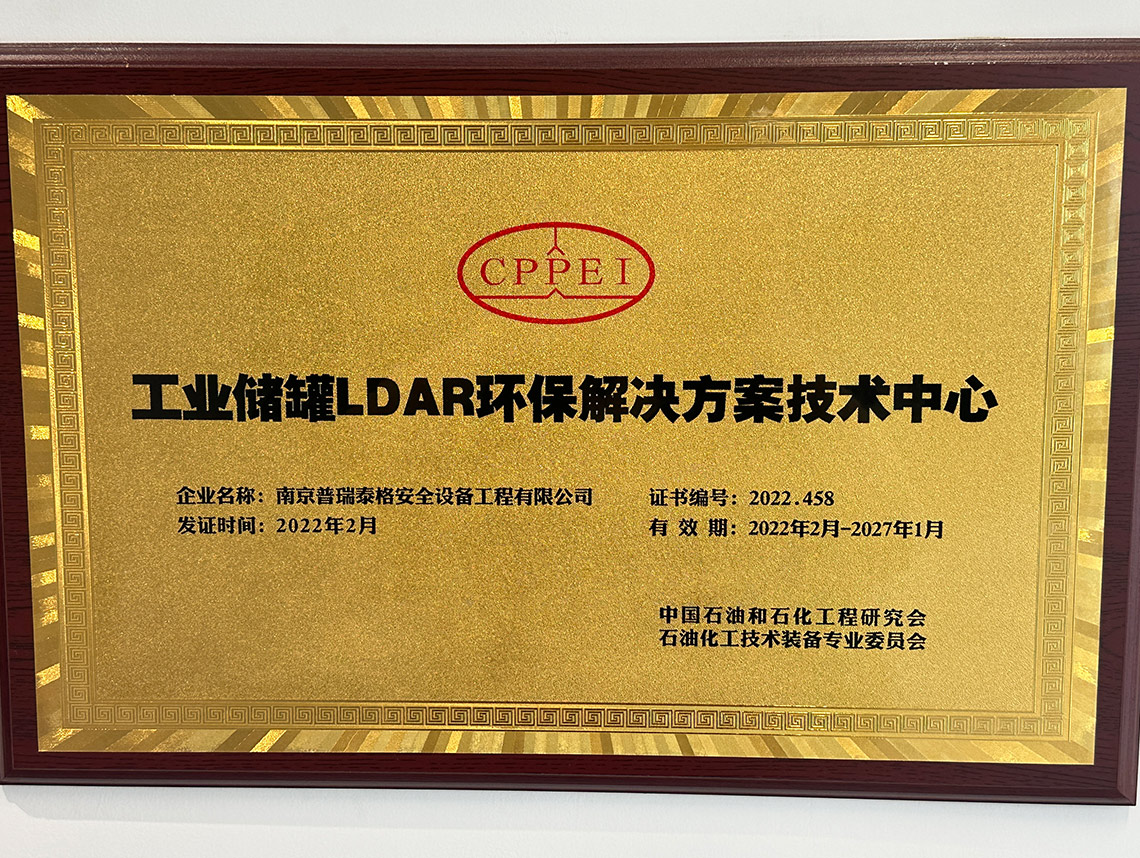 CPPEI
工业储罐LDAR环保解决方案技术中心
企业名称：南京普瑞泰格安全设备工程有限公司
证书编号：2022.458
发证时间：2022年2月
有 效 期：2022年2月-2027年1月
中国石油和石化工程研究会
石油化工技术装备专业委员会